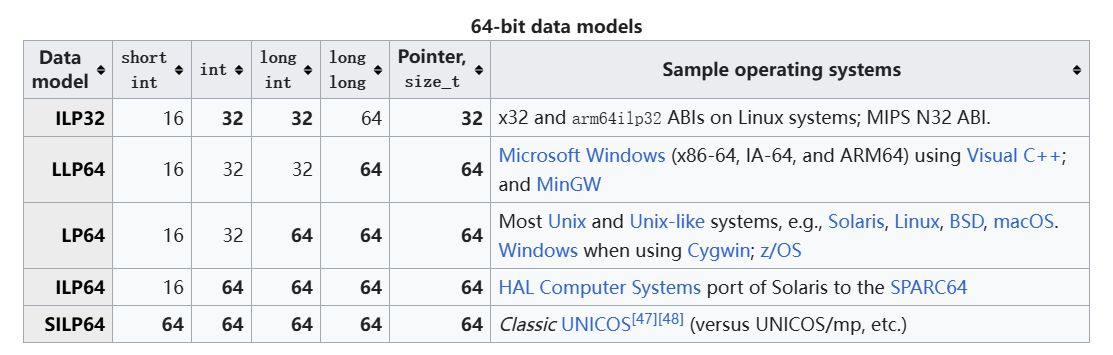 64-bit data models
Data model short int int long int long long Pointer, size_t Sample operating systems
ILP32 16 32 32 64 32 x32 and arm64ilp32 ABIs on Linux systems; MIPS N32 ABI.
LLP64 16 32 32 64 64 Microsoft Windows (x86-64, IA-64, and ARM64) using Visual C++;
and MinGW
LP64 16 32 64 64 64 Most Unix and Unix-like systems, e.g., Solaris, Linux, BSD, macOS.
Windows when using Cygwin; z/OS
ILP64 16 64 64 64 64 HAL Computer Systems port of Solaris to the SPARC64
SILP64 64 64 64 64 64 Classic UNICOS[47][48] (versus UNICOS/mp, etc.)